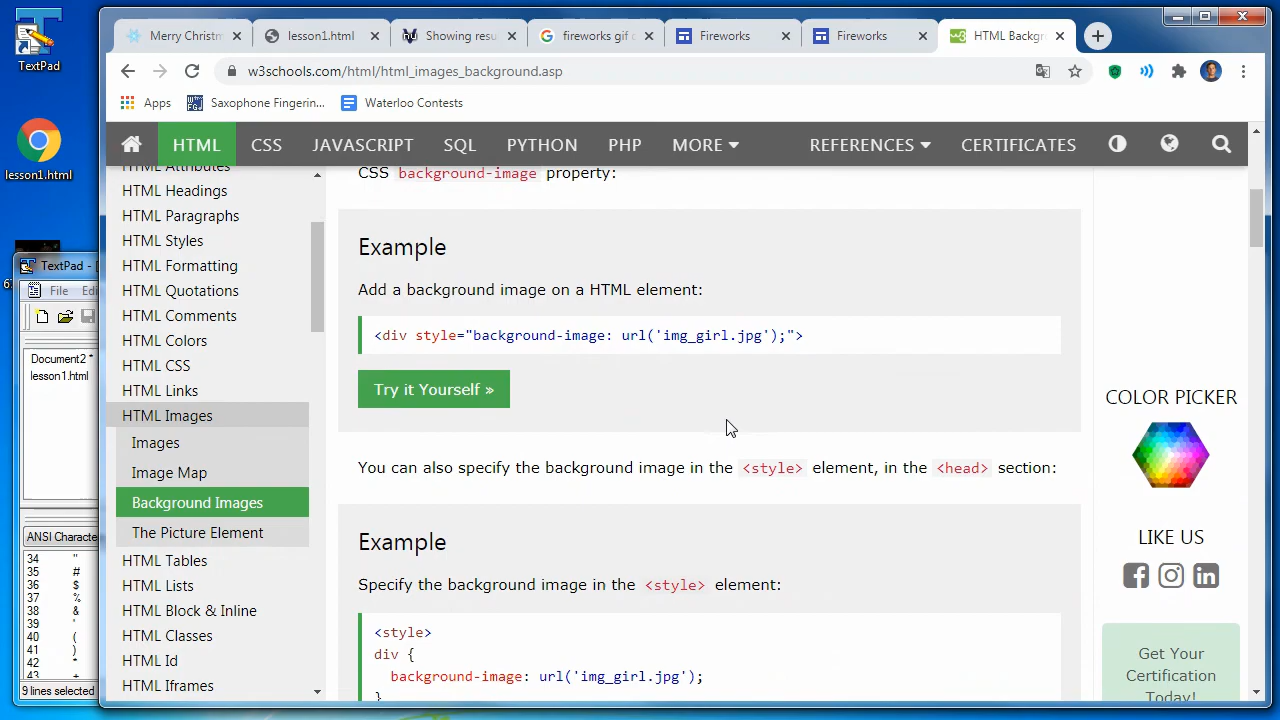 TextPad
lesson1.html
Merry Christm
lesson1.html
Showing resu
fireworks gif c
Fireworks
Fireworks
HTML Backgr
w3schools.com/html/html_images_background.asp
Apps
Saxophone Fingerin...
Waterloo Contests
HTML
CSS
JAVASCRIPT
SQL
PYTHON
PHP
MORE
REFERENCES
CERTIFICATES
HTML Attributes
HTML Headings
HTML Paragraphs
HTML Styles
HTML Formatting
HTML Quotations
HTML Comments
HTML Colors
HTML CSS
HTML Links
HTML Images
Images
Image Map
Background Images
The Picture Element
HTML Tables
HTML Lists
HTML Block & Inline
HTML Classes
HTML Id
HTML Iframes
CSS background-image property:
Example
Add a background image on a HTML element:
<div style="background-image: url('img_girl.jpg');">
Try it Yourself »
You can also specify the background image in the <style> element, in the <head> section:
Example
Specify the background image in the <style> element:
<style>
div {
background-image: url('img_girl.jpg');
}
COLOR PICKER
LIKE US
Get Your
Certification
Today!
TextPad - [
File Edi
Document2 *
lesson1.html
ANSI Characte
34 "
35 #
36 $
37 %
38 &
39 '
40 (
41 )
42 *
43 +
9 lines selected